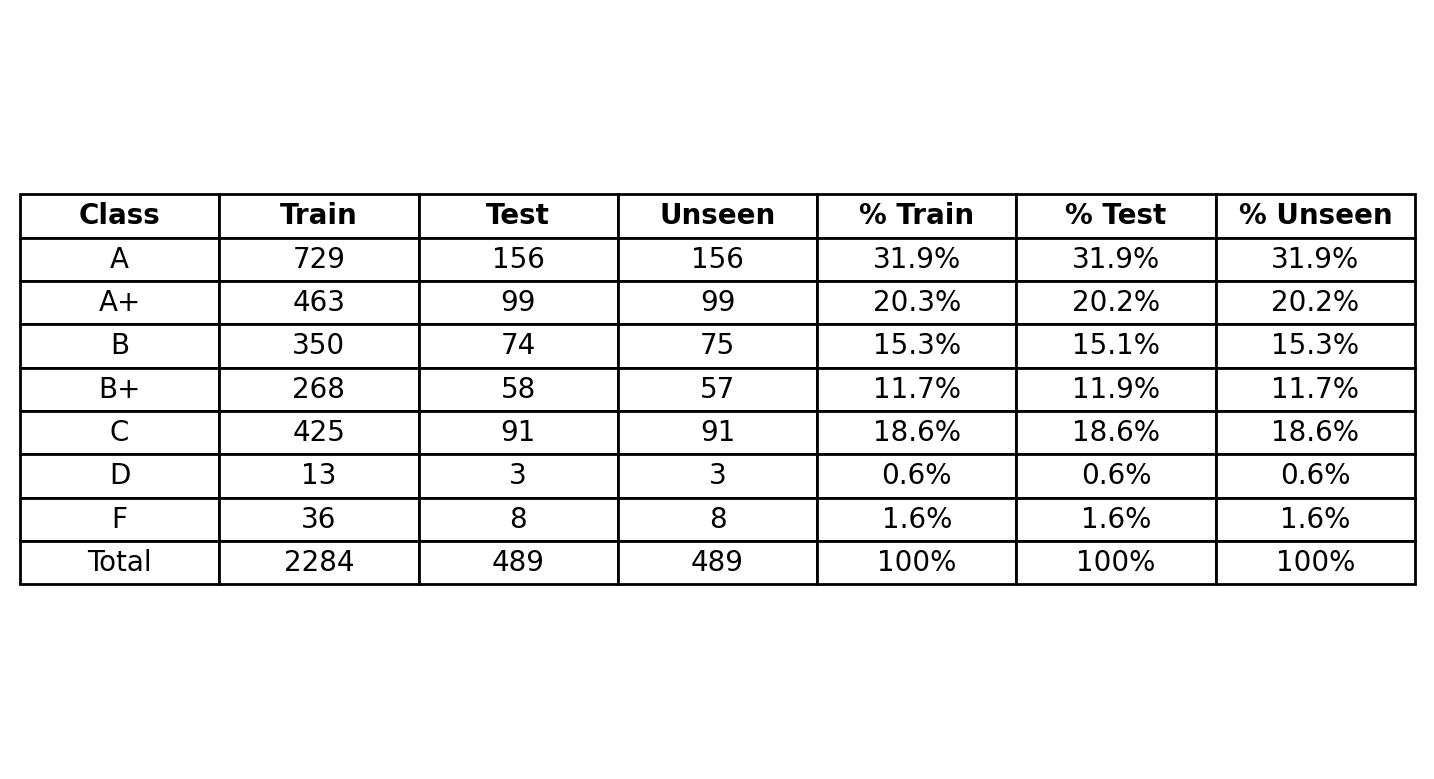 Class Train Test Unseen % Train % Test % Unseen
A 729 156 156 31.9% 31.9% 31.9%
A+ 463 99 99 20.3% 20.2% 20.2%
B 350 74 75 15.3% 15.1% 15.3%
B+ 268 58 57 11.7% 11.9% 11.7%
C 425 91 91 18.6% 18.6% 18.6%
D 13 3 3 0.6% 0.6% 0.6%
F 36 8 8 1.6% 1.6% 1.6%
Total 2284 489 489 100% 100% 100%